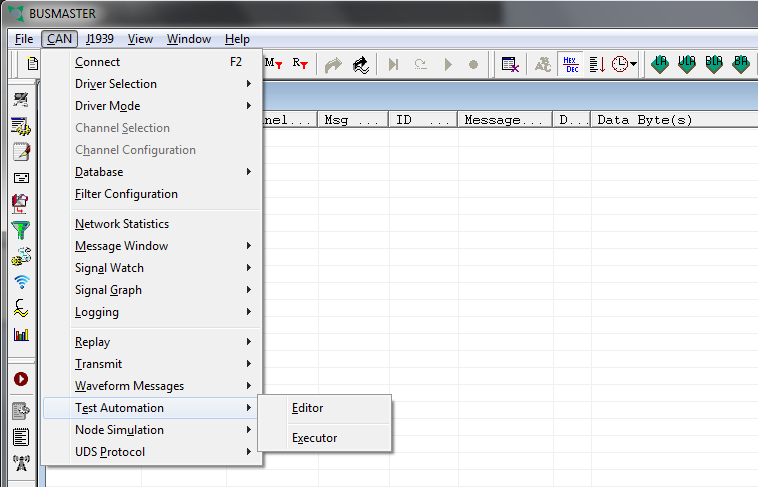 BUSMASTER
File CAN J1939 View Window Help
M R Hex Dec LA ULA BLA BA
Connect F2
Driver Selection
Driver Mode
Channel Selection
nnel... Msg ... ID ... Message... D... Data Byte(s)
Channel Configuration
Database
Filter Configuration
Network Statistics
Message Window
Signal Watch
Signal Graph
Logging
Replay
Transmit
Waveform Messages
Test Automation
Editor
Node Simulation
Executor
UDS Protocol